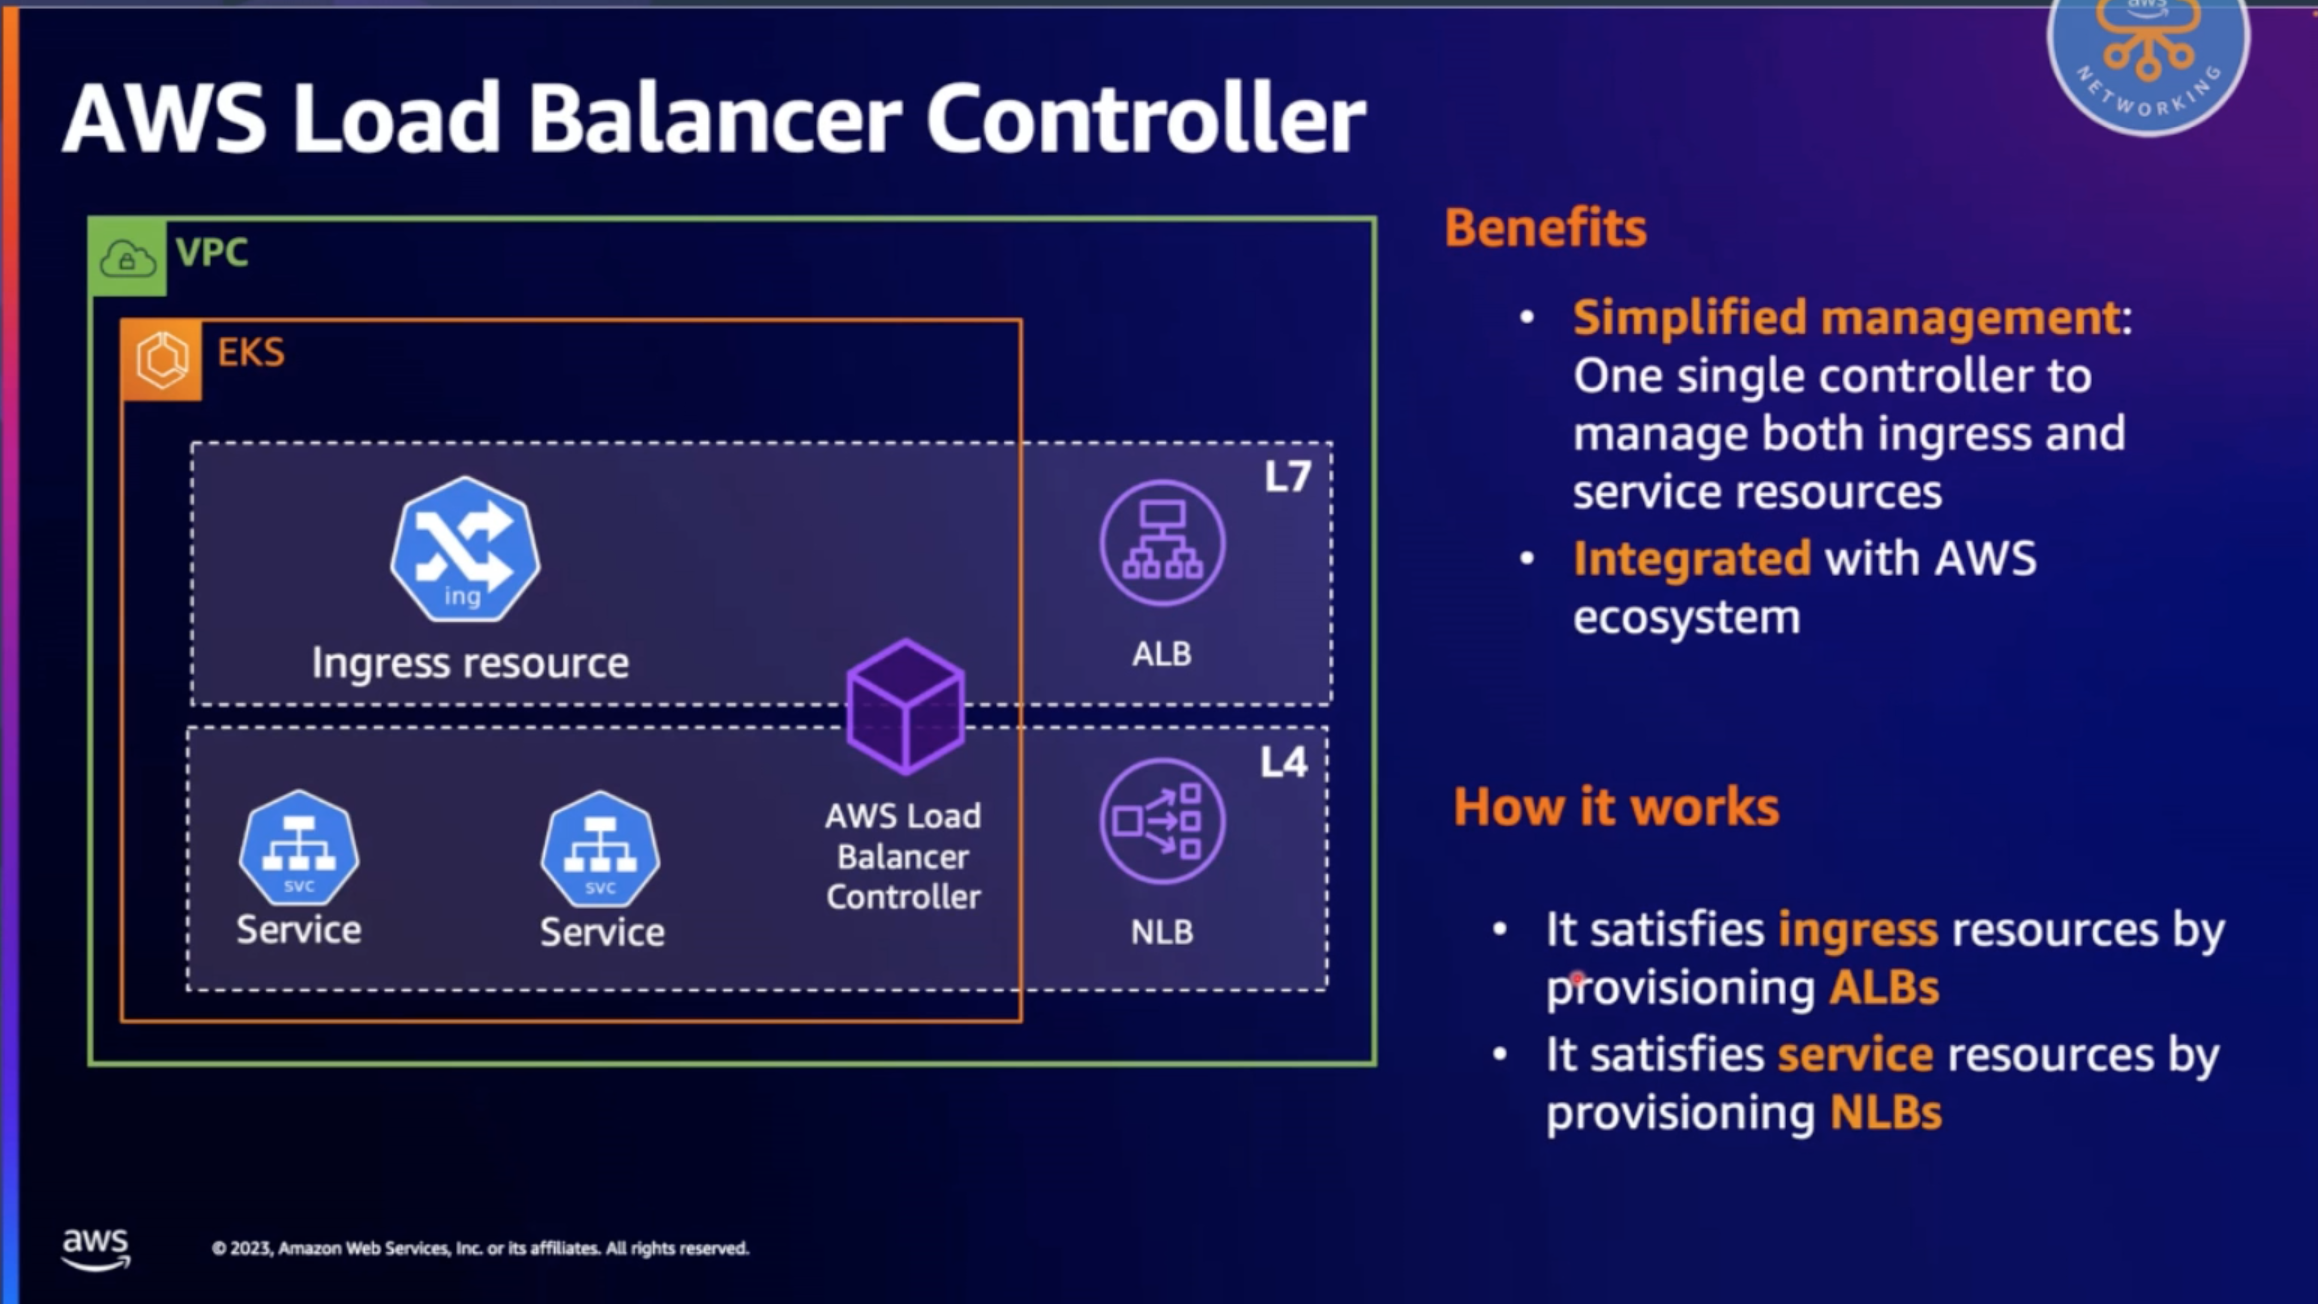 aws
NETWORKING
AWS Load Balancer Controller
VPC
EKS
L7
ing
Ingress resource
ALB
L4
svc
Service
svc
Service
AWS Load
Balancer
Controller
NLB
Benefits
• Simplified management:
One single controller to
manage both ingress and
service resources
• Integrated with AWS
ecosystem
How it works
• It satisfies ingress resources by
provisioning ALBs
• It satisfies service resources by
provisioning NLBs
aws
© 2023, Amazon Web Services, Inc. or its affiliates. All rights reserved.